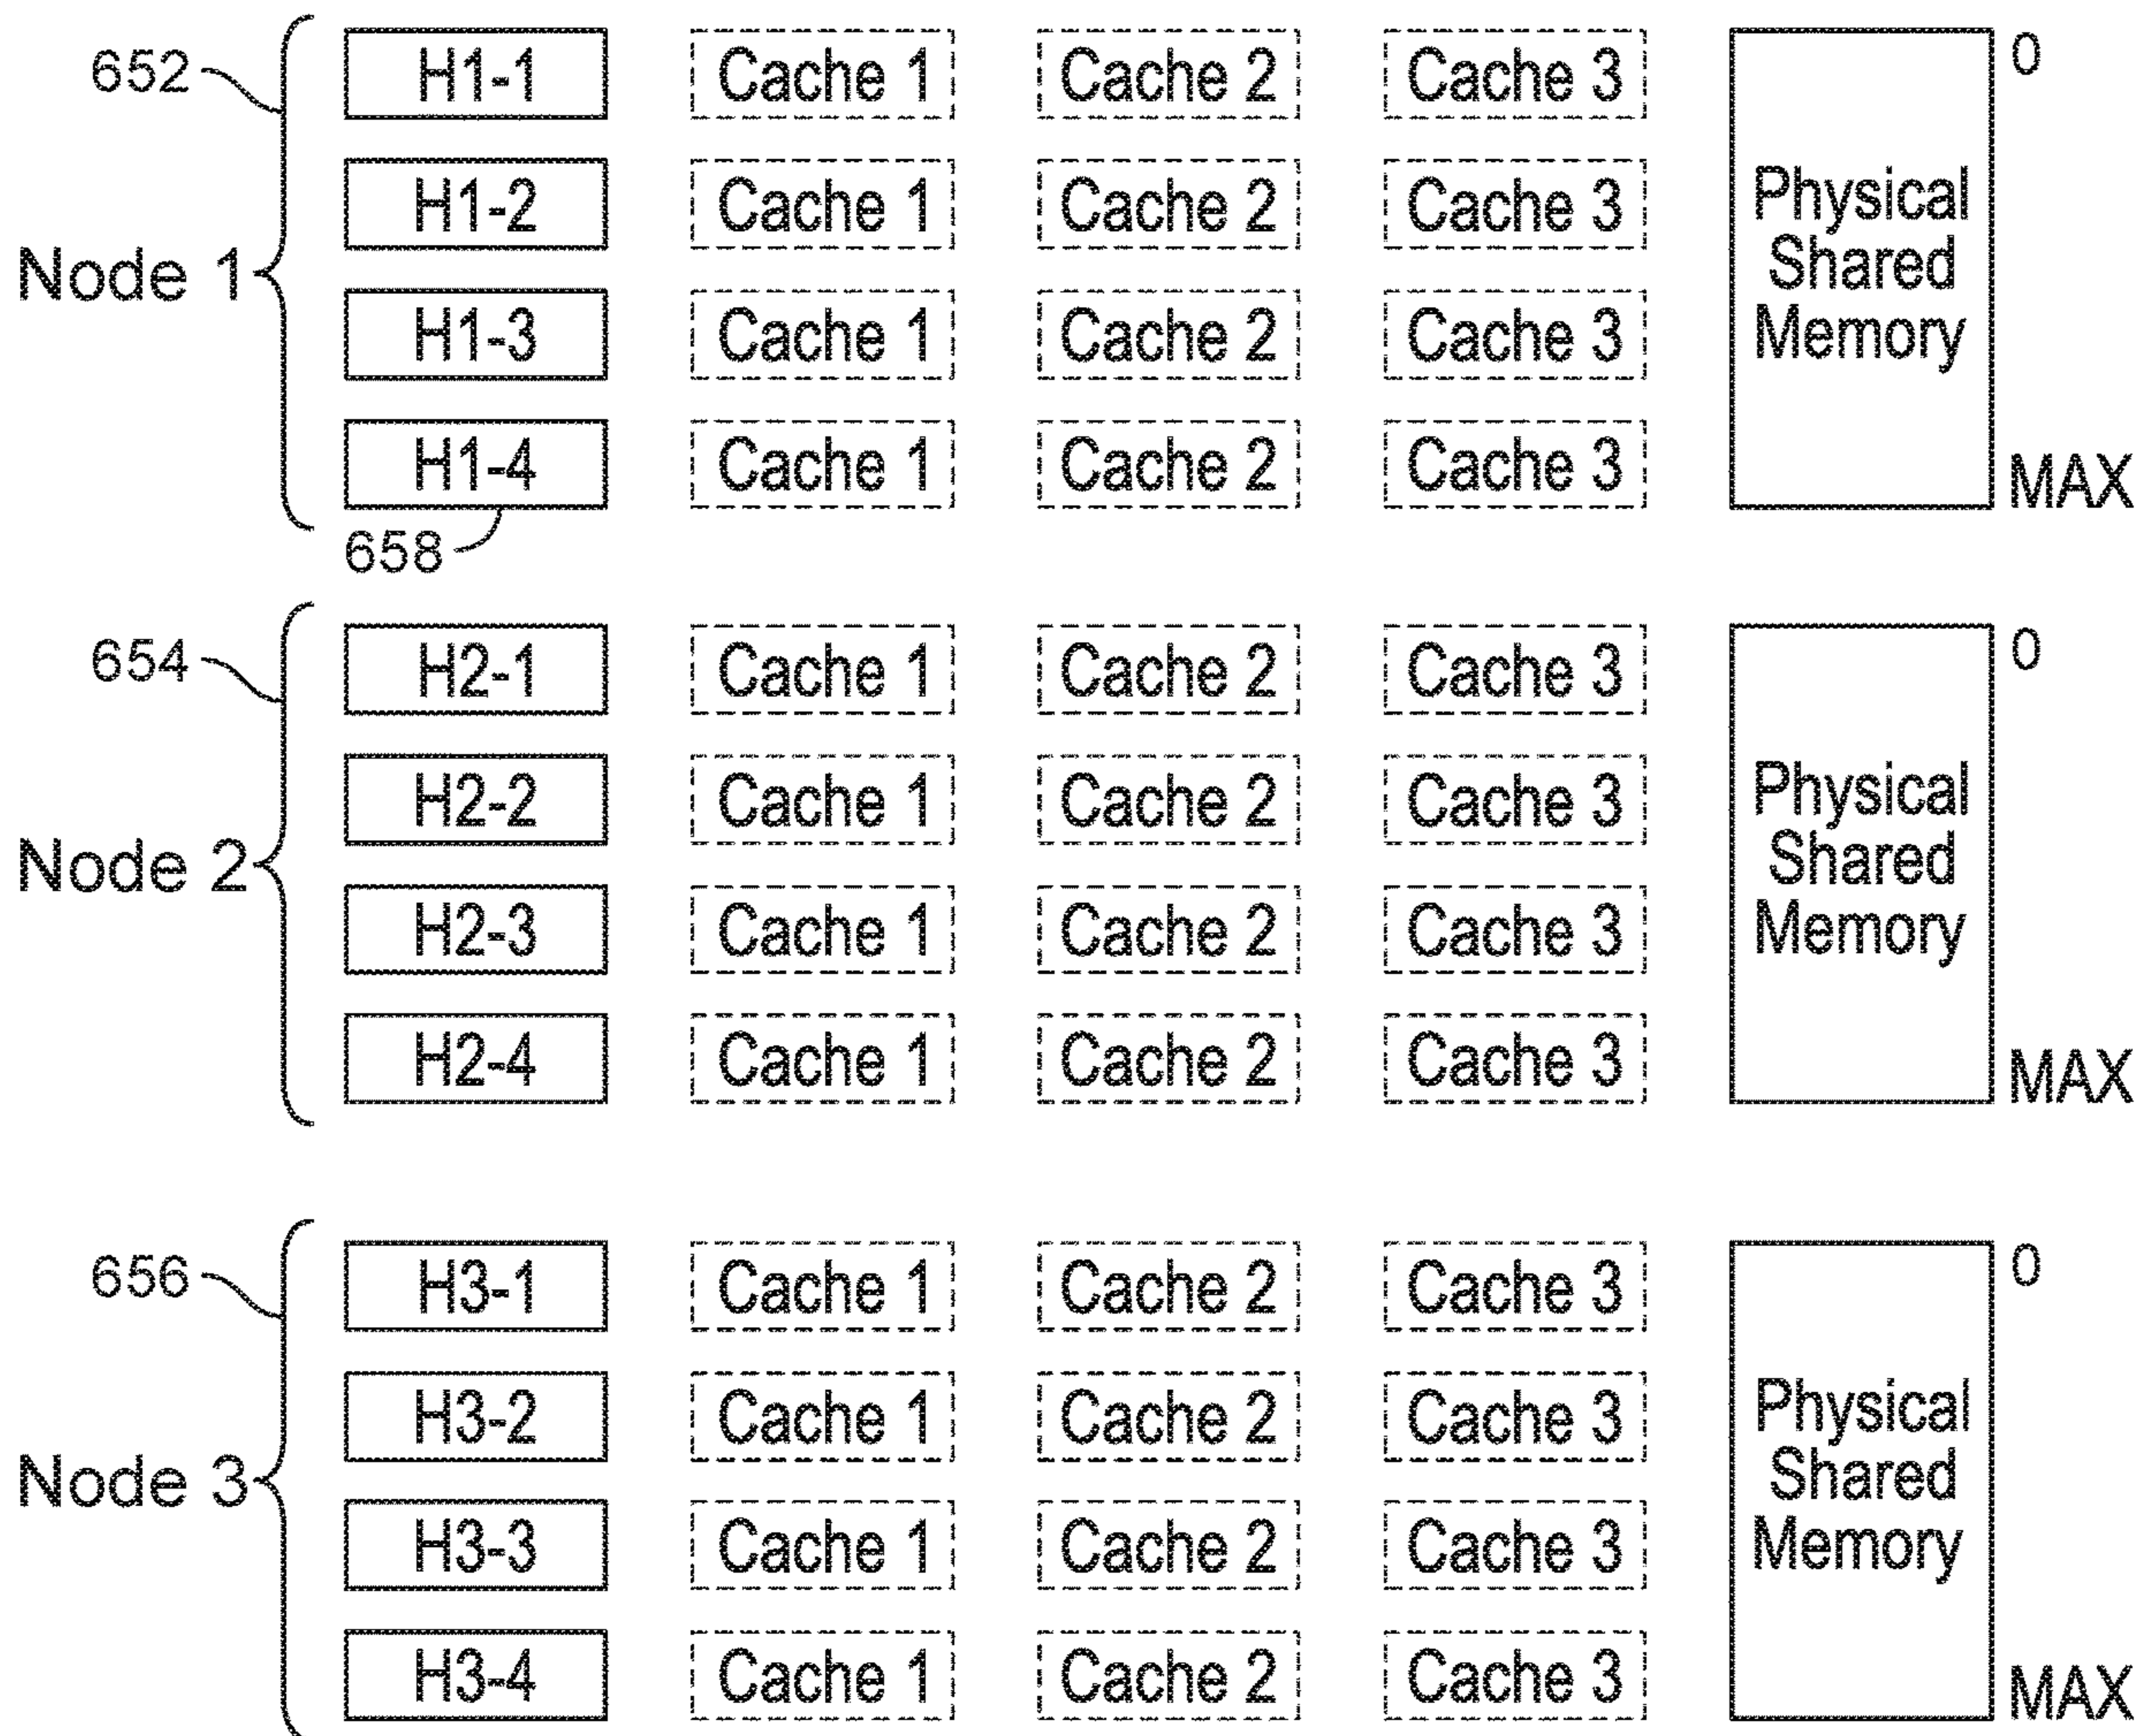 652
H1-1 Cache 1 Cache 2 Cache 3 0
H1-2 Cache 1 Cache 2 Cache 3 Physical
Node 1 Shared
H1-3 Cache 1 Cache 2 Cache 3 Memory
H1-4 Cache 1 Cache 2 Cache 3 MAX
658
654
H2-1 Cache 1 Cache 2 Cache 3 0
H2-2 Cache 1 Cache 2 Cache 3 Physical
Node 2 Shared
H2-3 Cache 1 Cache 2 Cache 3 Memory
H2-4 Cache 1 Cache 2 Cache 3 MAX
656
H3-1 Cache 1 Cache 2 Cache 3 0
H3-2 Cache 1 Cache 2 Cache 3 Physical
Node 3 Shared
H3-3 Cache 1 Cache 2 Cache 3 Memory
H3-4 Cache 1 Cache 2 Cache 3 MAX